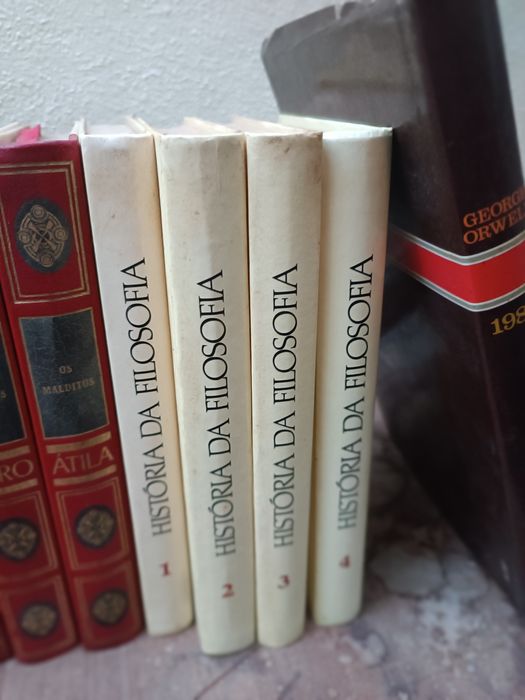 RO
OS
MALDITOS
ÁTILA
HISTÓRIA DA FILOSOFIA
1
HISTÓRIA DA FILOSOFIA
2
HISTÓRIA DA FILOSOFIA
3
HISTÓRIA DA FILOSOFIA
4
GEORG
ORWE
198